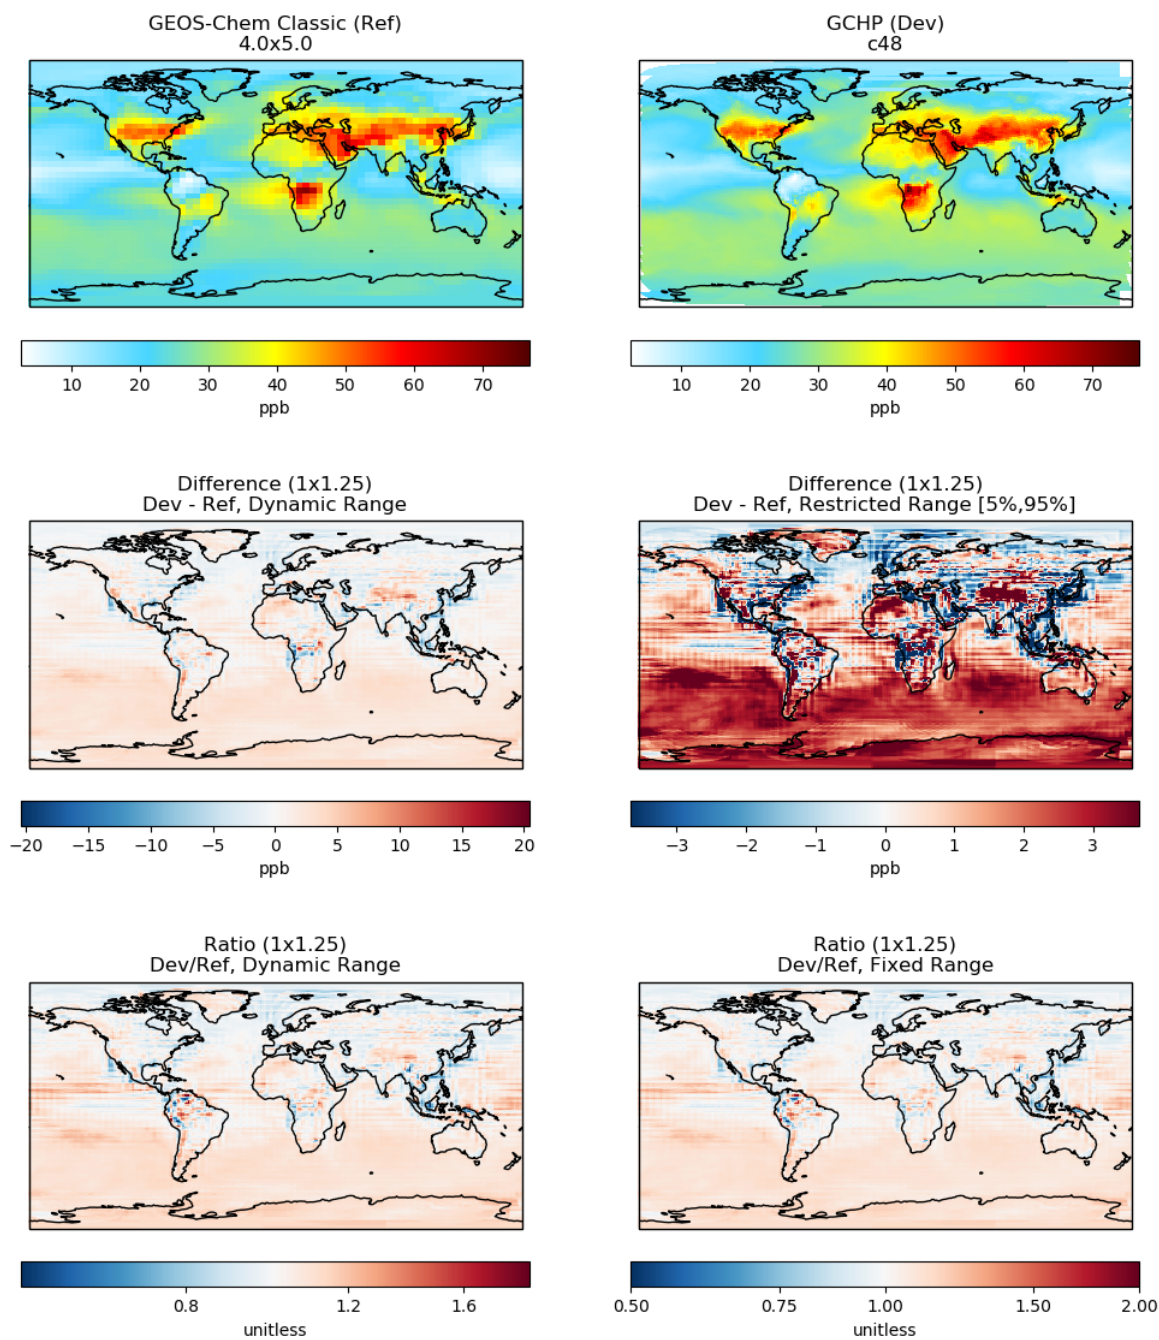 GEOS-Chem Classic (Ref)
4.0x5.0
GCHP (Dev)
c48
10 20 30 40 50 60 70
ppb
10 20 30 40 50 60 70
ppb
Difference (1x1.25)
Dev - Ref, Dynamic Range
Difference (1x1.25)
Dev - Ref, Restricted Range [5%,95%]
−20 −15 −10 −5 0 5 10 15 20
ppb
−3 −2 −1 0 1 2 3
ppb
Ratio (1x1.25)
Dev/Ref, Dynamic Range
Ratio (1x1.25)
Dev/Ref, Fixed Range
0.8 1.2 1.6
unitless
0.50 0.75 1.00 1.50 2.00
unitless